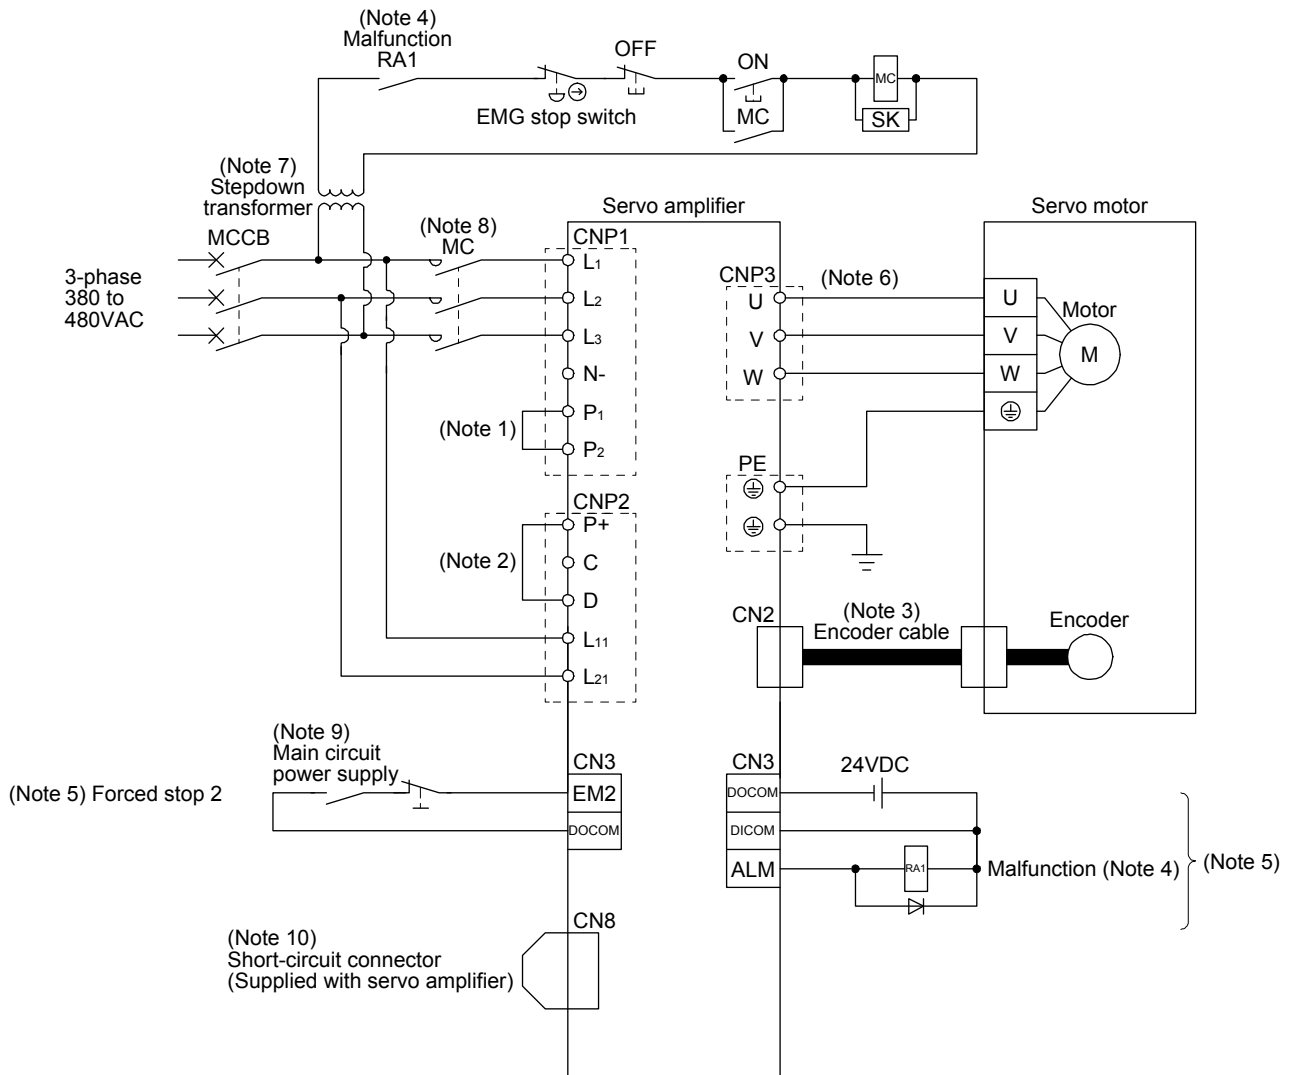 (Note 4)
Malfunction
RA1
OFF
ON
MC
EMG stop switch
MC
SK
(Note 7)
Stepdown
transformer
MCCB
(Note 8)
MC
3-phase
380 to
480VAC
Servo amplifier
Servo motor
CNP1
L1
L2
L3
N-
P1
P2
(Note 1)
CNP3
U
V
W
(Note 6)
U
V
W
Motor
M
PE
CNP2
P+
C
D
L11
L21
(Note 2)
CN2
(Note 3)
Encoder cable
Encoder
(Note 9)
Main circuit
power supply
(Note 5) Forced stop 2
CN3
EM2
DOCOM
CN3
DOCOM
DICOM
ALM
24VDC
RA1
Malfunction (Note 4)
(Note 5)
CN8
(Note 10)
Short-circuit connector
(Supplied with servo amplifier)